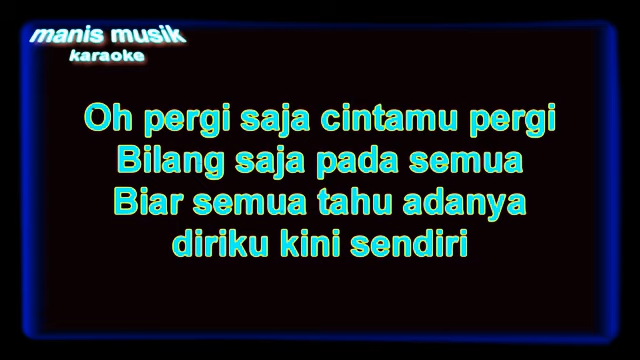 manis musik
karaoke
Oh pergi saja cintamu pergi
Bilang saja pada semua
Biar semua tahu adanya
diriku kini sendiri